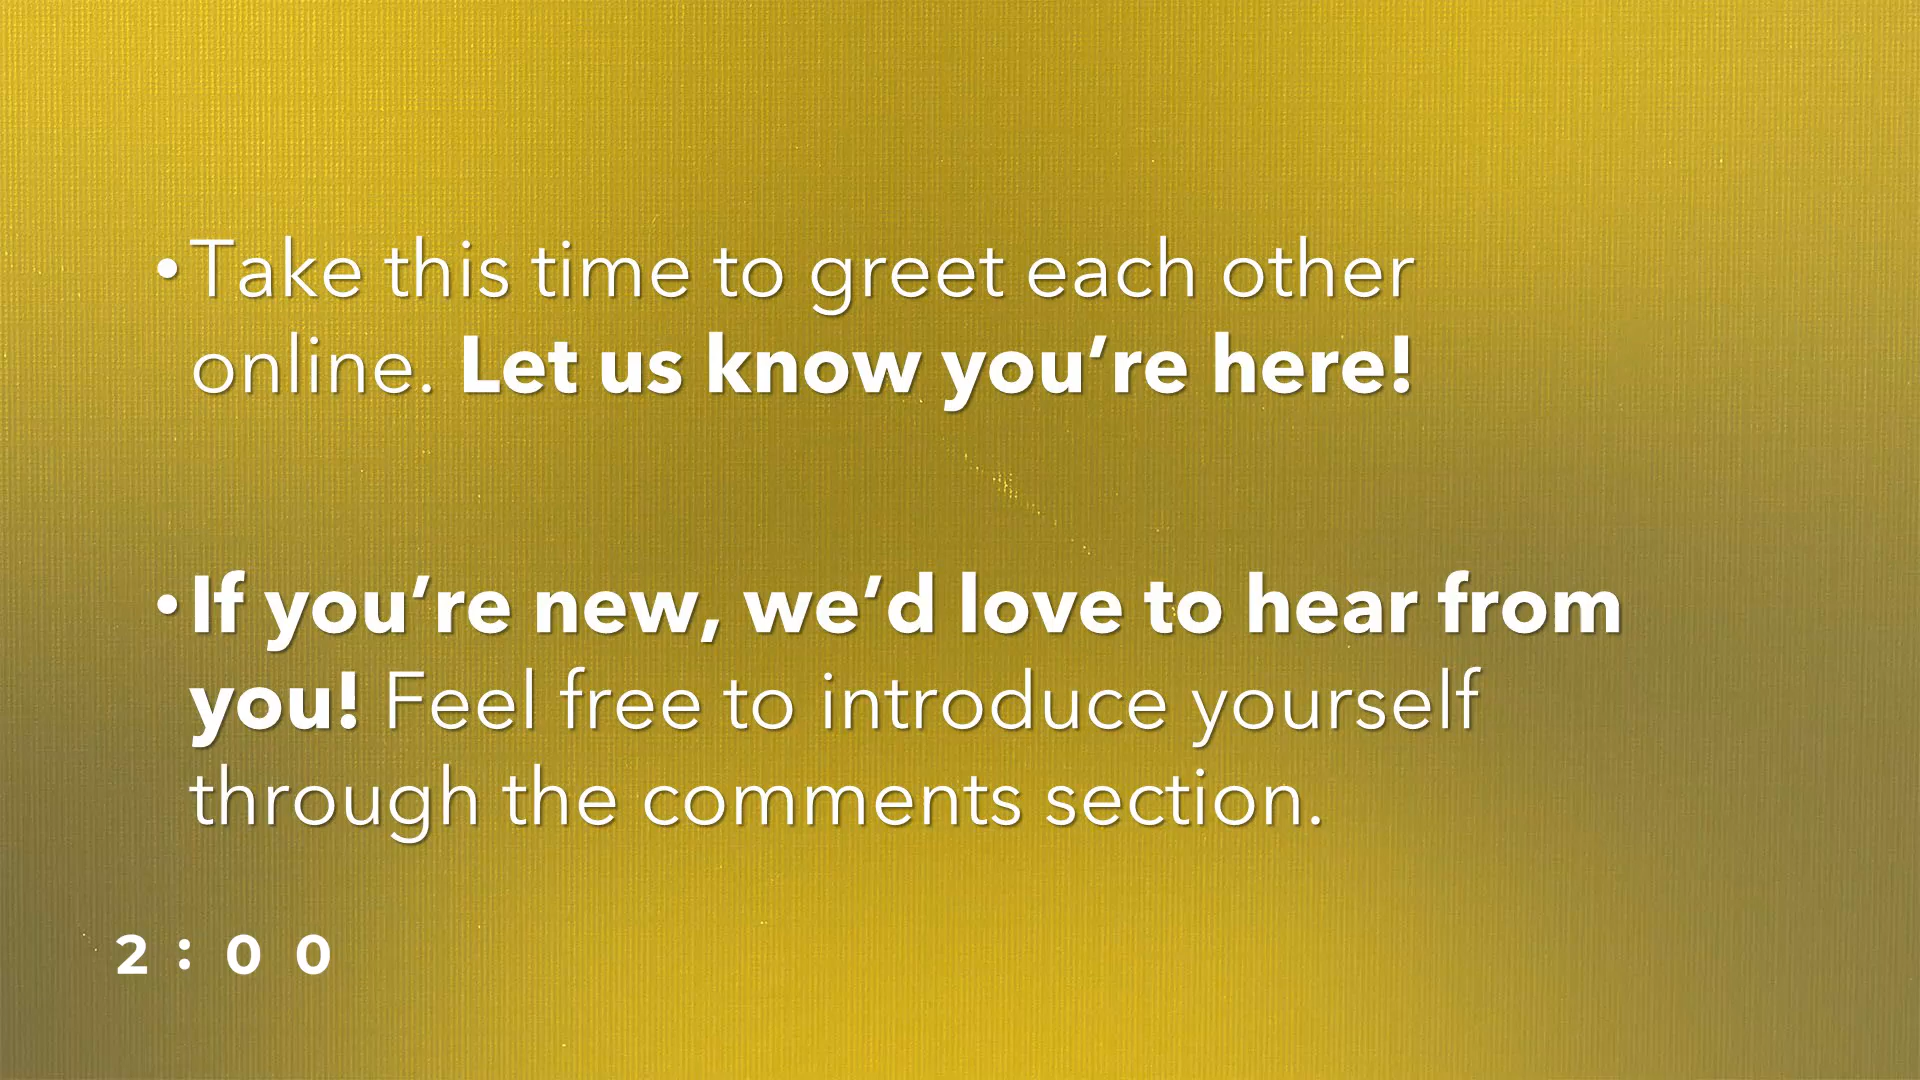 •Take this time to greet each other
online. Let us know you’re here!
•If you’re new, we’d love to hear from
you! Feel free to introduce yourself
through the comments section.
2:00